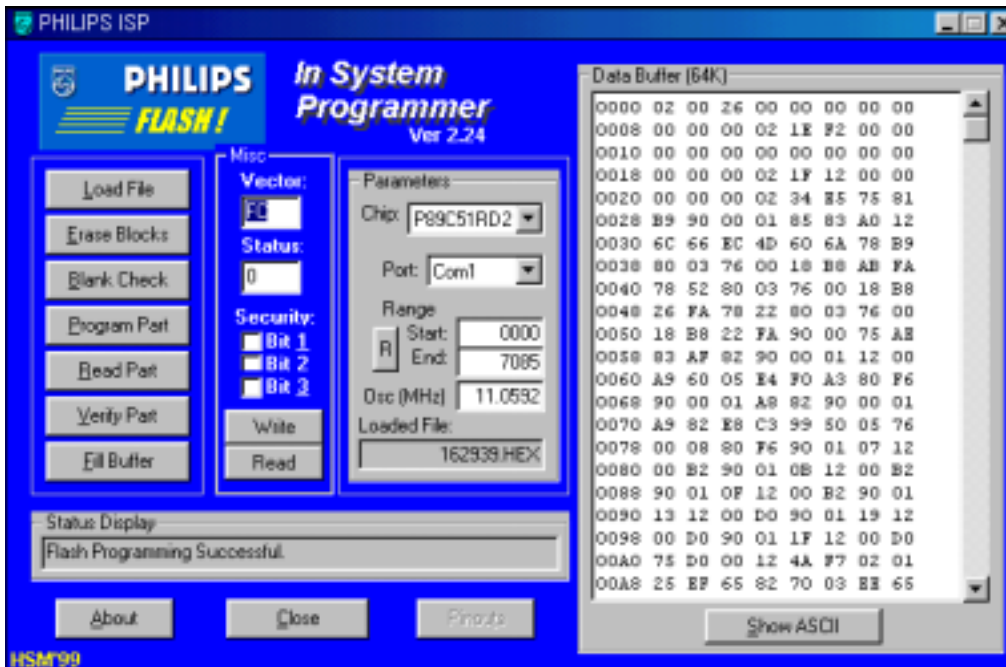 PHILIPS ISP
PHILIPS
FLASH!
In System
Programmer
Ver 2.24
Load File
Erase Blocks
Blank Check
Program Part
Read Part
Verify Part
Fill Buffer
Misc
Vector:
FC
Status:
0
Security:
Bit 1
Bit 2
Bit 3
Write
Read
Parameters
Chip: P89C51RD2
Port: Com1
Range
R
Start: 0000
End: 7085
Osc (MHz) 11.0592
Loaded File:
162939.HEX
Data Buffer (64K)
0000 02 00 26 00 00 00 00 00
0008 00 00 00 02 1E F2 00 00
0010 00 00 00 00 00 00 00 00
0018 00 00 00 02 1F 12 00 00
0020 00 00 00 02 34 E5 75 81
0028 B9 90 00 01 85 83 A0 12
0030 6C 66 EC 4D 60 6A 78 B9
0038 80 03 76 00 18 B8 AB FA
0040 78 52 80 03 76 00 18 B8
0048 26 FA 78 22 80 03 76 00
0050 18 B8 22 FA 90 00 75 AE
0058 83 AF 82 90 00 01 12 00
0060 A9 60 05 E4 F0 A3 80 F6
0068 90 00 01 A8 82 90 00 01
0070 A9 82 E8 C3 99 50 05 76
0078 00 08 80 F6 90 01 07 12
0080 00 B2 90 01 0B 12 00 B2
0088 90 01 0F 12 00 B2 90 01
0090 13 12 00 D0 90 01 19 12
0098 00 D0 90 01 1F 12 00 D0
00A0 75 D0 00 12 4A F7 02 01
00A8 25 EF 65 82 70 03 EE 65
Show ASCII
Status Display
Flash Programming Successful.
About
Close
Pinouts
HSM'99